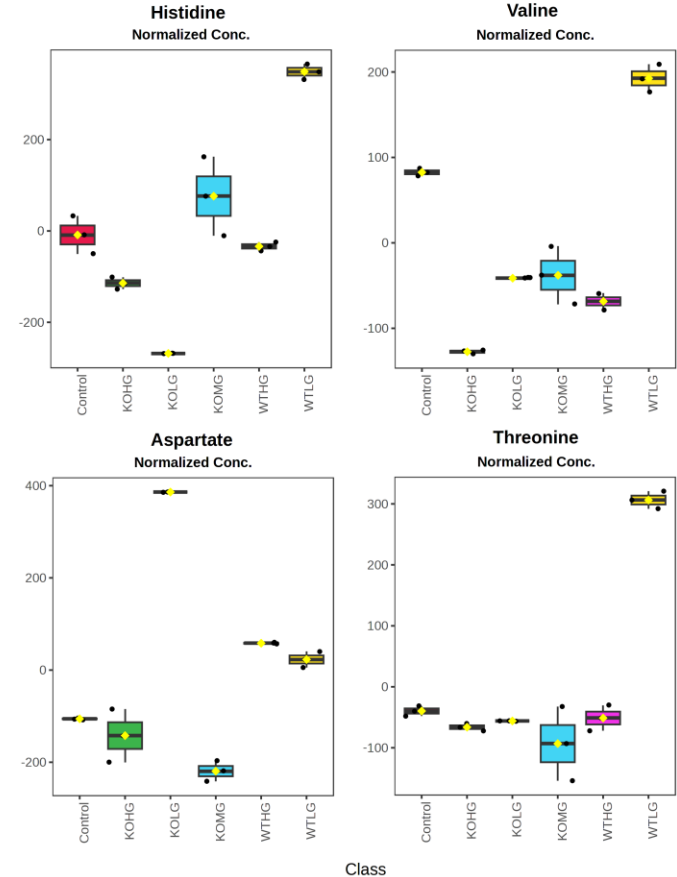 Histidine
Normalized Conc.
200
0
-200
Control
KOHG
KOLG
KOMG
WTHG
WTLG
Valine
Normalized Conc.
200
100
0
-100
Control
KOHG
KOLG
KOMG
WTHG
WTLG
Aspartate
Normalized Conc.
400
200
0
-200
Control
KOHG
KOLG
KOMG
WTHG
WTLG
Threonine
Normalized Conc.
300
200
100
0
-100
Control
KOHG
KOLG
KOMG
WTHG
WTLG
Class